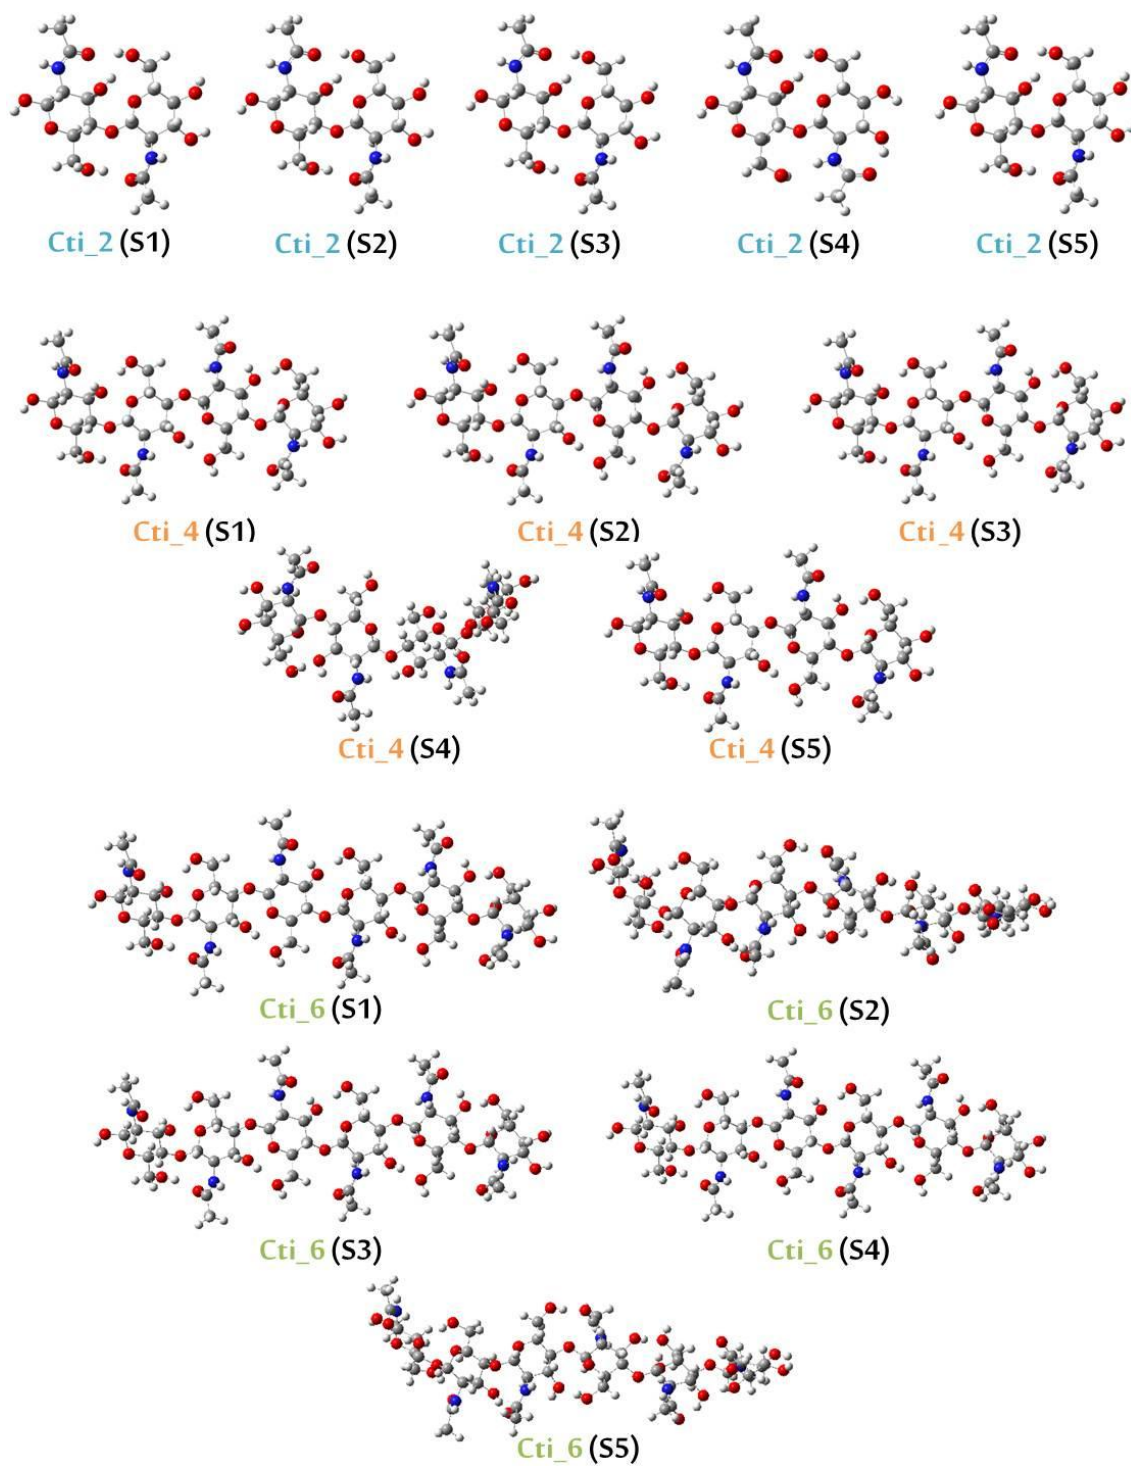 Cti_2 (S1) Cti_2 (S2) Cti_2 (S3) Cti_2 (S4) Cti_2 (S5)
Cti_4 (S1) Cti_4 (S2) Cti_4 (S3)
Cti_4 (S4) Cti_4 (S5)
Cti_6 (S1) Cti_6 (S2)
Cti_6 (S3) Cti_6 (S4)
Cti_6 (S5)